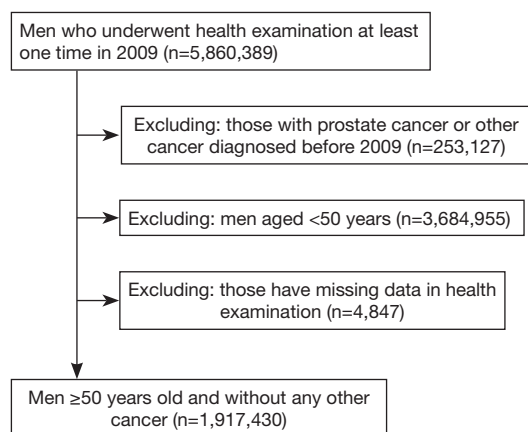 Men who underwent health examination at least
one time in 2009 (n=5,860,389)
Excluding: those with prostate cancer or other
cancer diagnosed before 2009 (n=253,127)
Excluding: men aged <50 years (n=3,684,955)
Excluding: those have missing data in health
examination (n=4,847)
Men ≥50 years old and without any other
cancer (n=1,917,430)